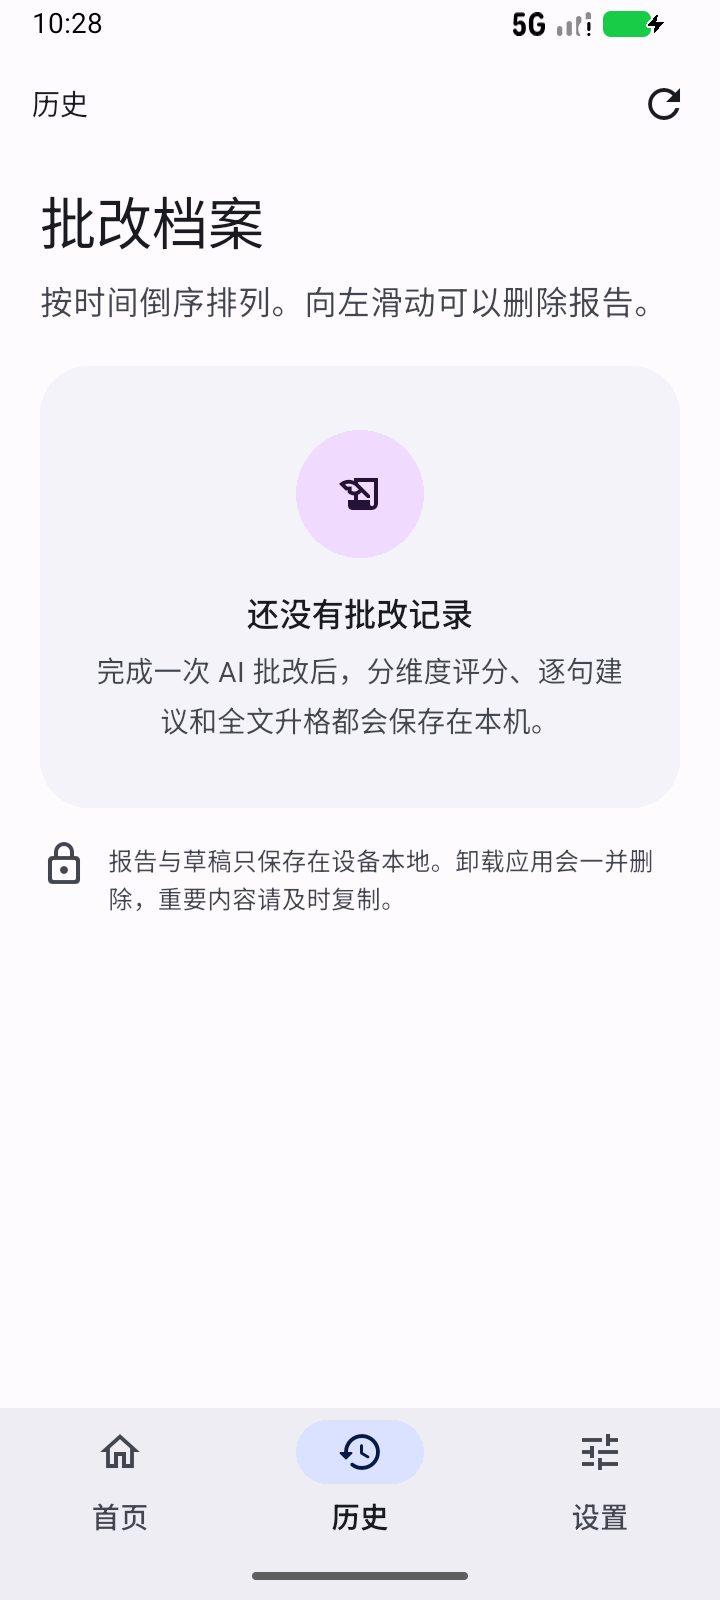 10:28
5G
历史
批改档案
按时间倒序排列。向左滑动可以删除报告。
还没有批改记录
完成一次 AI 批改后，分维度评分、逐句建
议和全文升格都会保存在本机。
报告与草稿只保存在设备本地。卸载应用会一并删
除，重要内容请及时复制。
首页
历史
设置